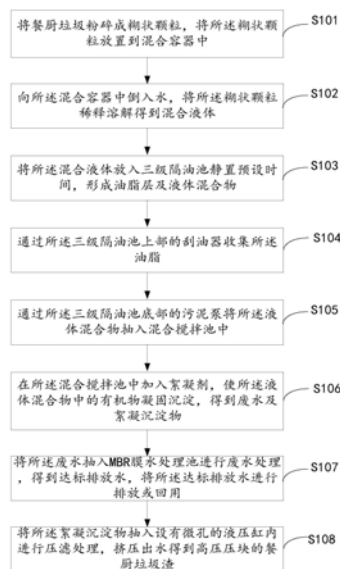 将餐厨垃圾粉碎成糊状颗粒，将所述糊状颗
粒放置到混合容器中
S101
向所述混合容器中倒入水，将所述糊状颗粒
稀释溶解得到混合液体
S102
将所述混合液体放入三级隔油池静置预设时
间，形成油脂层及液体混合物
S103
通过所述三级隔油池上部的刮油器收集所述
油脂
S104
通过所述三级隔油池底部的污泥泵将所述液
体混合物抽入混合搅拌池中
S105
在所述混合搅拌池中加入絮凝剂，使所述液
体混合物中的有机物凝固沉淀，得到废水及
絮凝沉淀物
S106
将所述废水抽入MBR膜水处理池进行废水处理
，得到达标排放水，将所述达标排放水进行
排放或回用
S107
将所述絮凝沉淀物抽入设有微孔的液压缸内
进行压滤处理，挤压出水得到高压压块的餐
厨垃圾渣
S108